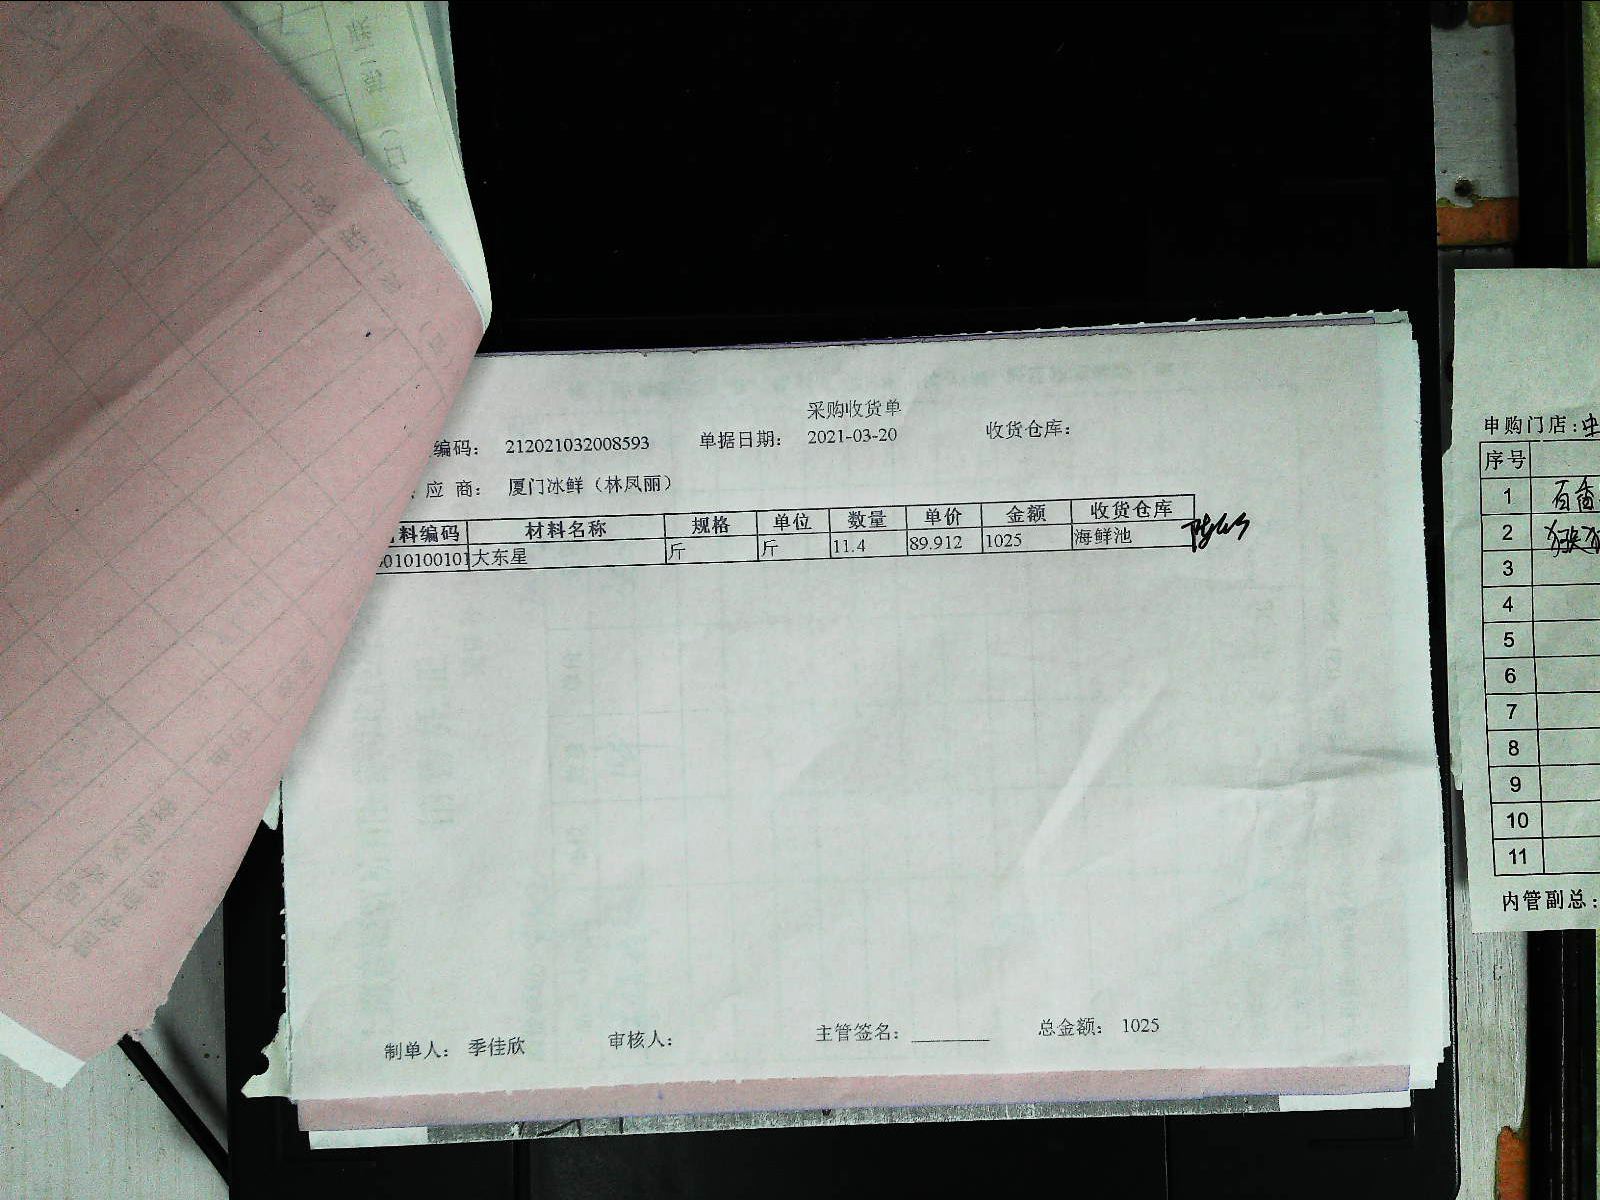 采购收货单
编码: 212021032008593 单据日期: 2021-03-20 收货仓库:
应 商: 厦门冰鲜（林凤丽）
料编码 材料名称 规格 单位 数量 单价 金额 收货仓库
010100101 大东星 斤 斤 11.4 89.912 1025 海鲜池
制单人: 季佳欣 审核人: 主管签名: ________ 总金额: 1025
申购门店:
序号
1 百香
2
3
4
5
6
7
8
9
10
11
内管副总: